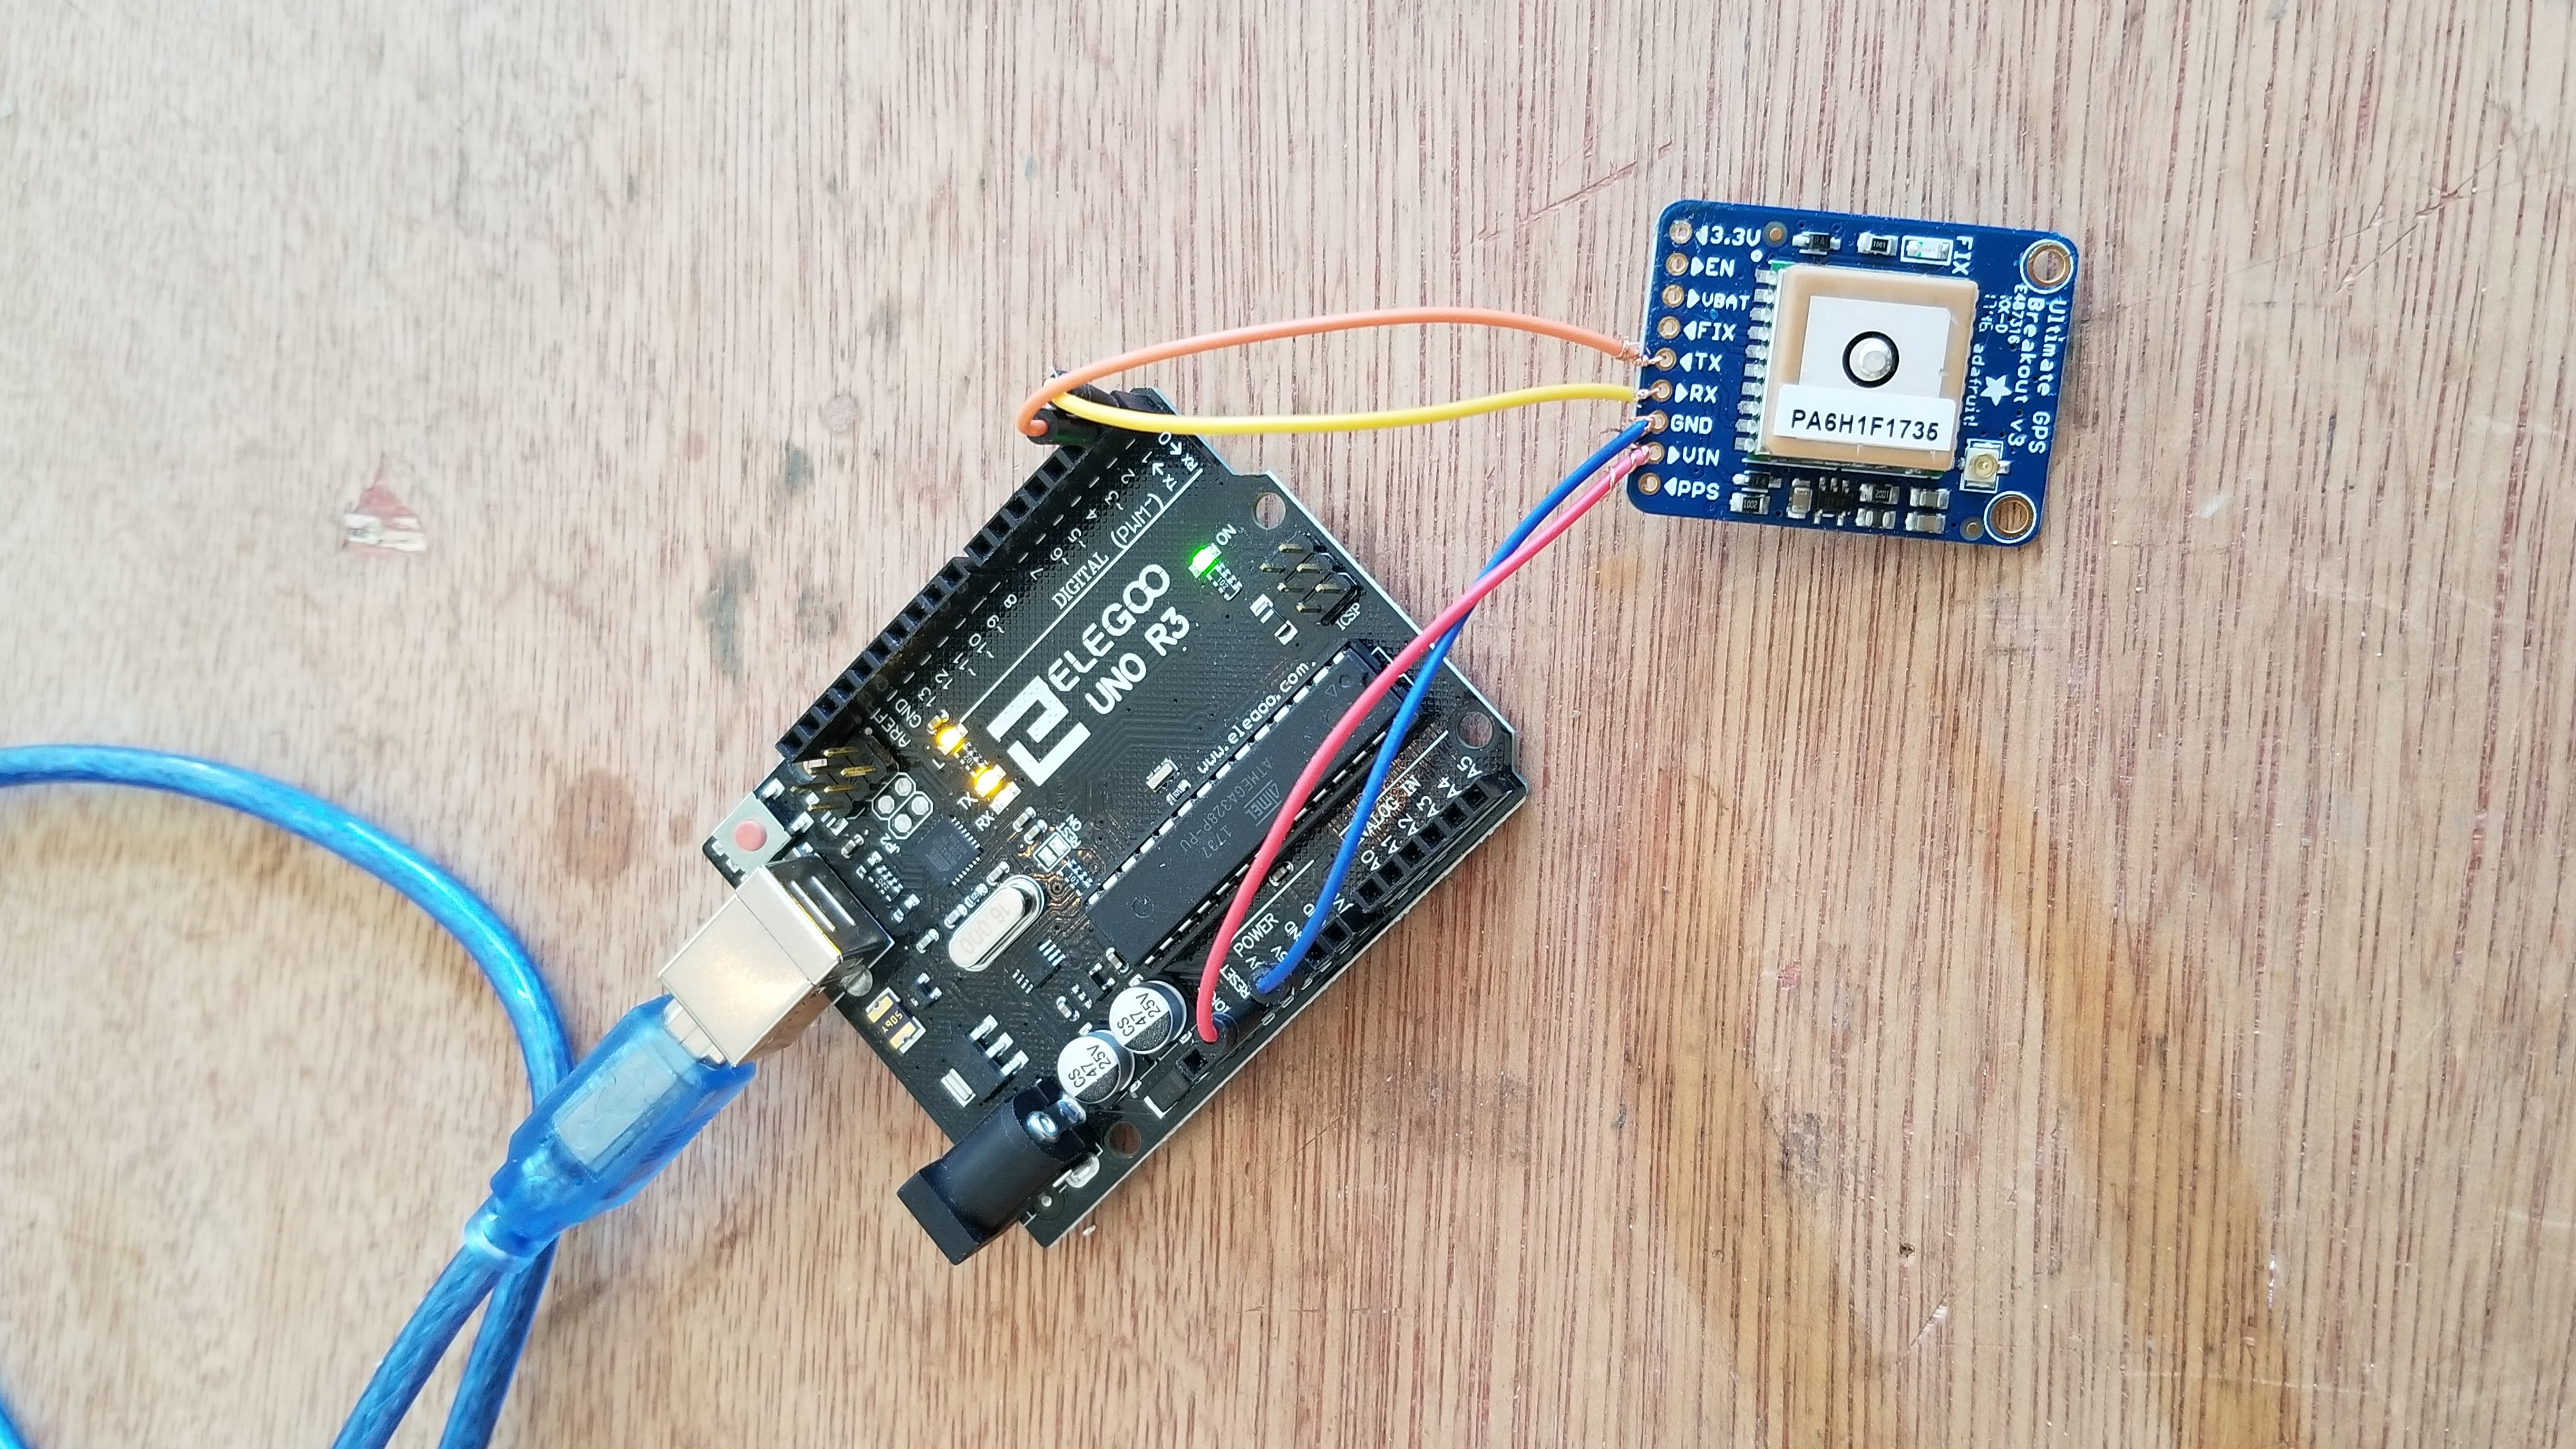 AREF
GND
13
12
11
10
9
8
7
6
5
4
3
2
TX 1
RX 0
DIGITAL (PWM~)
L
TX
RX
16.000
ELEGOO
UNO R3
ON
ICSP
RESET
POWER
CS
47
25V
CS
47
25V
ATMEL
ATMEGA328P-PU
1737
www.elegoo.com
A0
A1
A2
A3
A4
A5
PPS
VIN
GND
RX
TX
FIX
VBAT
EN
3.3V
PA6H1F1735
FIX
Ultimate GPS
Breakout v3
E487316
adafruit!